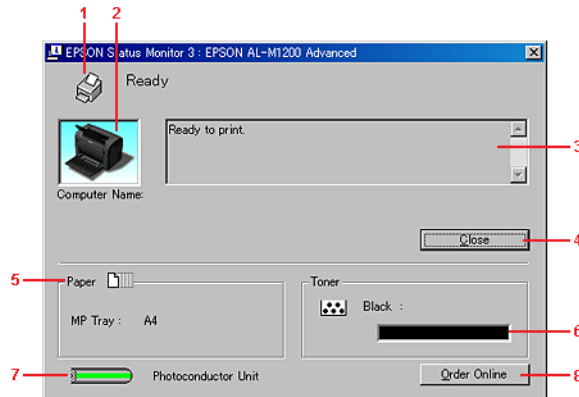 1 2
EPSON Status Monitor 3 : EPSON AL-M1200 Advanced
Ready
Ready to print.
3
Computer Name:
Close 4
5 Paper Toner
Black :
MP Tray : A4
6
7 Photoconductor Unit Order Online 8